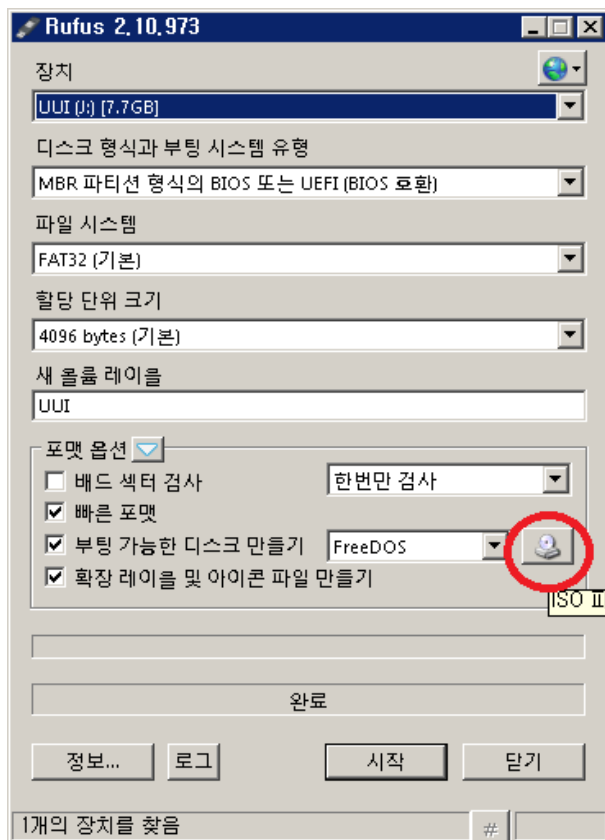 Rufus 2.10.973
장치
UUI (J:) [7.7GB]
디스크 형식과 부팅 시스템 유형
MBR 파티션 형식의 BIOS 또는 UEFI (BIOS 호환)
파일 시스템
FAT32 (기본)
할당 단위 크기
4096 bytes (기본)
새 볼륨 레이블
UUI
포맷 옵션
배드 섹터 검사 한번만 검사
빠른 포맷
부팅 가능한 디스크 만들기 FreeDOS
확장 레이블 및 아이콘 파일 만들기
ISO
완료
정보... 로그 시작 닫기
1개의 장치를 찾음 #